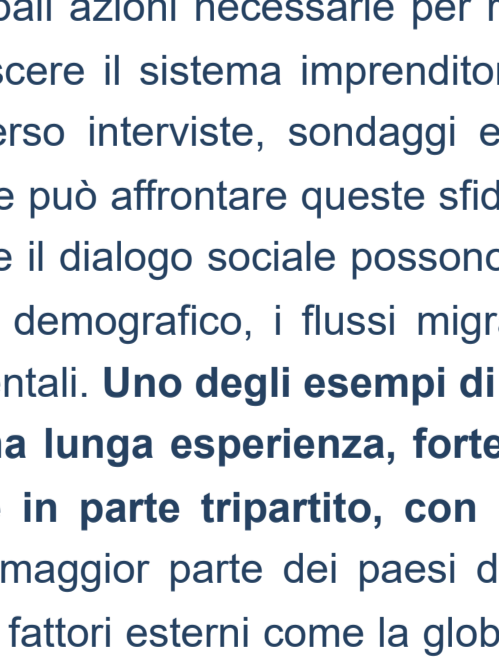 pali azioni necessarie per r
scere il sistema imprenditor
erso interviste, sondaggi e
e può affrontare queste sfid
e il dialogo sociale possono
demografico, i flussi migra
ntali. Uno degli esempi di
na lunga esperienza, forte
e in parte tripartito, con
maggior parte dei paesi d
fattori esterni come la glob